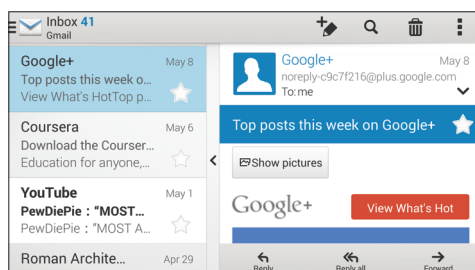 Inbox 41
Gmail
Google+ May 8
Top posts this week o...
View What's HotTop p...
Coursera May 6
Download the Courser...
Education for anyone,...
YouTube May 1
PewDiePie : “MOST...
PewDiePie : “MOST A...
Roman Archite... Apr 29
Google+ May 8
noreply-c9c7f216@plus.google.com
To: me
Top posts this week on Google+
Show pictures
Google+ View What's Hot
Reply Reply all Forward